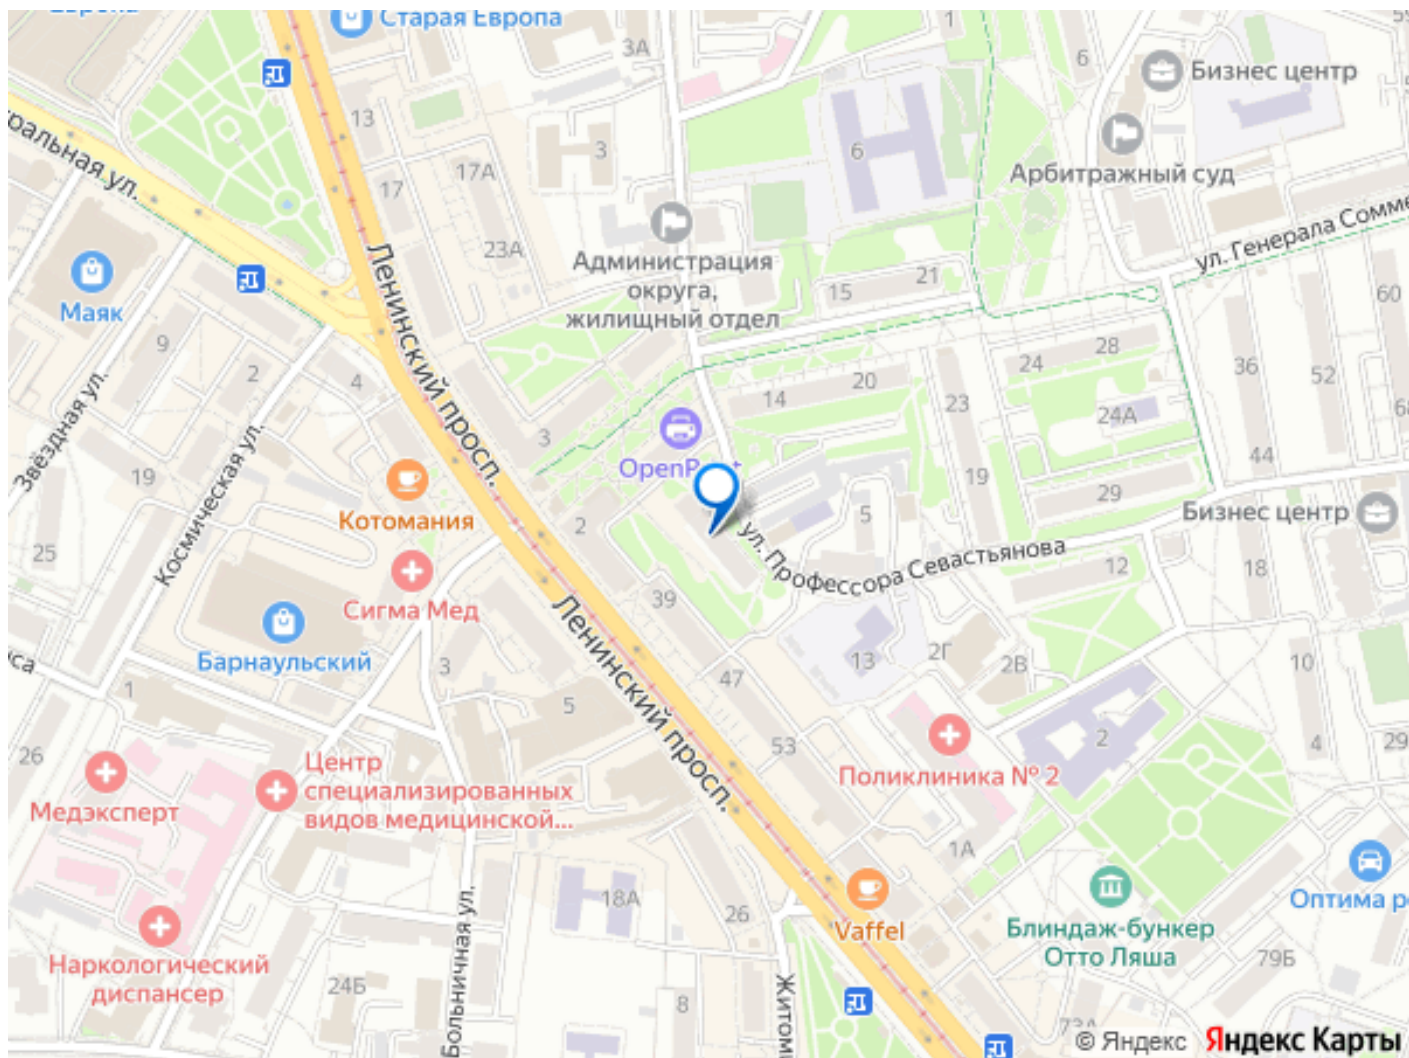 Старая Европа
3А
1
6
Бизнес центр
13
3
6
Арбитражный суд
17А
17
23А
ул. Генерала Сомме
Администрация
округа,
жилищный отдел
15
21
60
Маяк
Ленинский просп.
9
2
4
24
28
36
52
Звёздная ул.
Космическая ул.
3
14
20
23
24А
19
OpenP
44
19
29
Бизнес центр
Котомания
2
5
25
ул. Профессора Севастьянова
12
18
Сигма Мед
39
Барнаульский
Ленинский просп.
13
2Г
2В
10
1
3
47
5
26
53
2
4
29
Медэксперт
Центр
специализированных
видов медицинской...
Поликлиника № 2
1А
18А
26
Vaffel
Блиндаж-бункер
Отто Ляша
79Б
Наркологический
диспансер
24Б
Больничная ул.
8
Житом
73А
© Яндекс Яндекс Карты